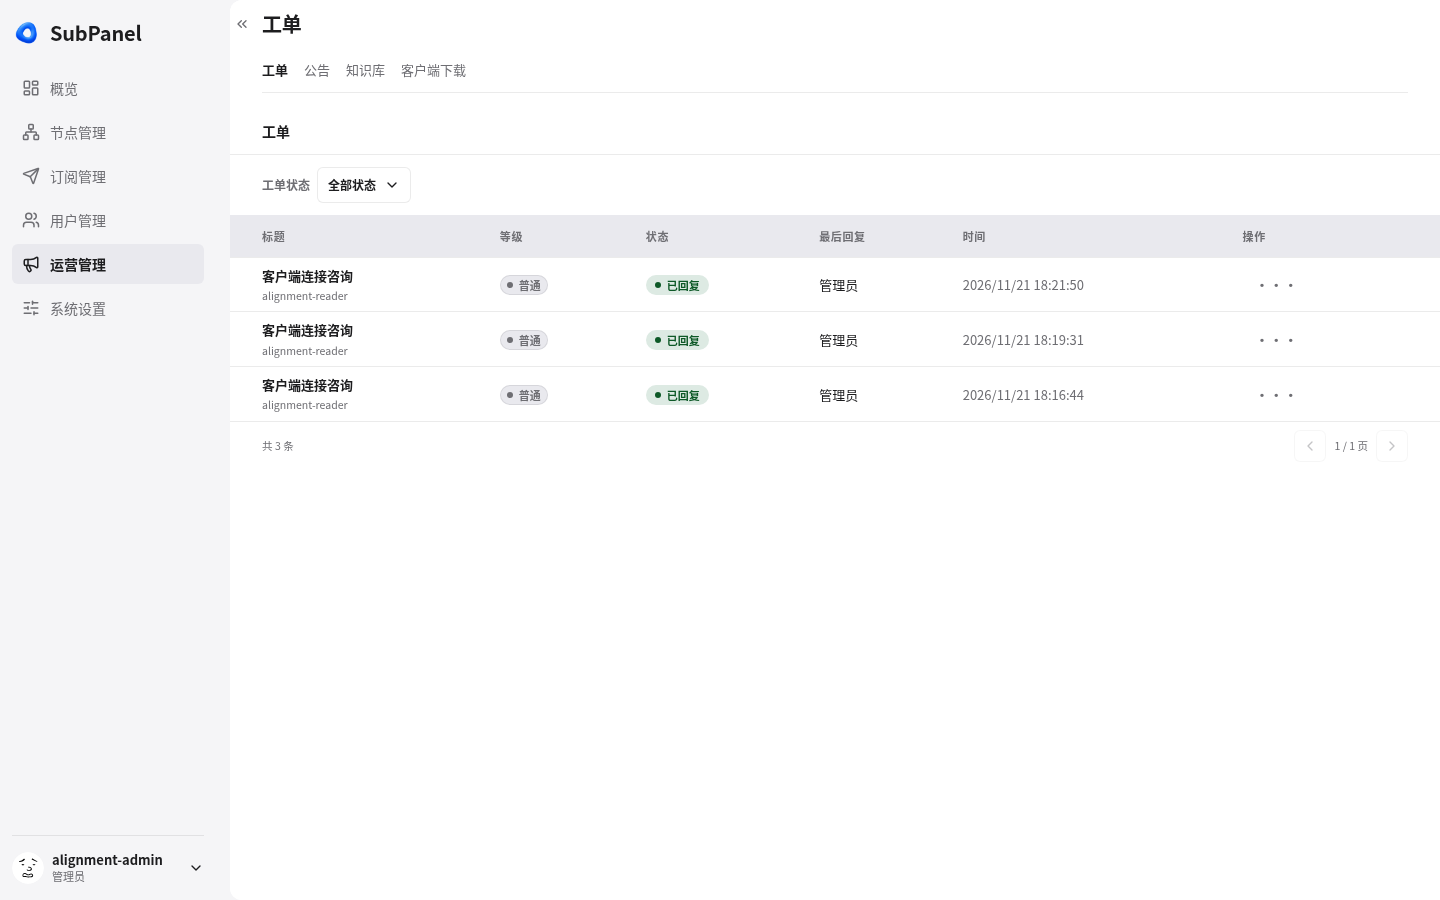 SubPanel
概览
节点管理
订阅管理
用户管理
运营管理
系统设置
alignment-admin
管理员
工单
工单 公告 知识库 客户端下载
工单
工单状态 全部状态
标题 等级 状态 最后回复 时间 操作
客户端连接咨询
alignment-reader
普通 已回复 管理员 2026/11/21 18:21:50
客户端连接咨询
alignment-reader
普通 已回复 管理员 2026/11/21 18:19:31
客户端连接咨询
alignment-reader
普通 已回复 管理员 2026/11/21 18:16:44
共 3 条
1 / 1 页